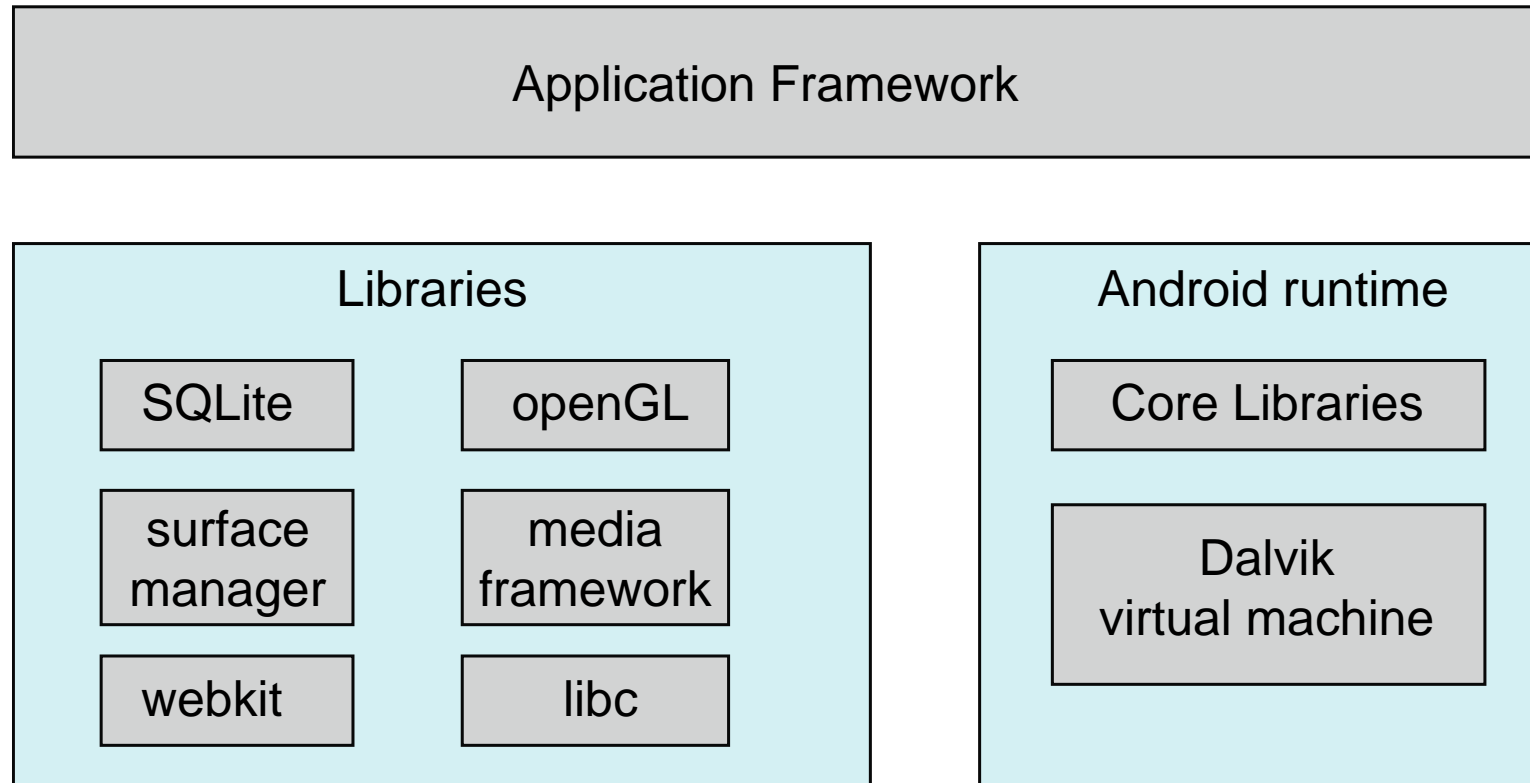 Application Framework
Libraries
SQLite
openGL
surface
manager
media
framework
webkit
libc
Android runtime
Core Libraries
Dalvik
virtual machine